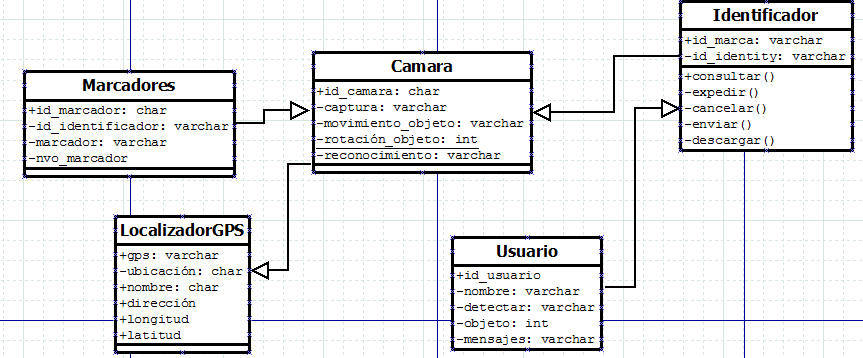 Marcadores
+id_marcador: char
-id_identificador: varchar
-marcador: varchar
-nvo_marcador
Camara
+id_camara: char
-captura: varchar
-movimiento_objeto: varchar
-rotación_objeto: int
-reconocimiento: varchar
Identificador
+id_marca: varchar
-id_identity: varchar
+consultar()
-expedir()
-cancelar()
-enviar()
-descargar()
LocalizadorGPS
+gps: varchar
-ubicación: char
+nombre: char
+dirección
+longitud
+latitud
Usuario
+id_usuario
-nombre: varchar
-detectar: varchar
-objeto: int
-mensajes: varchar